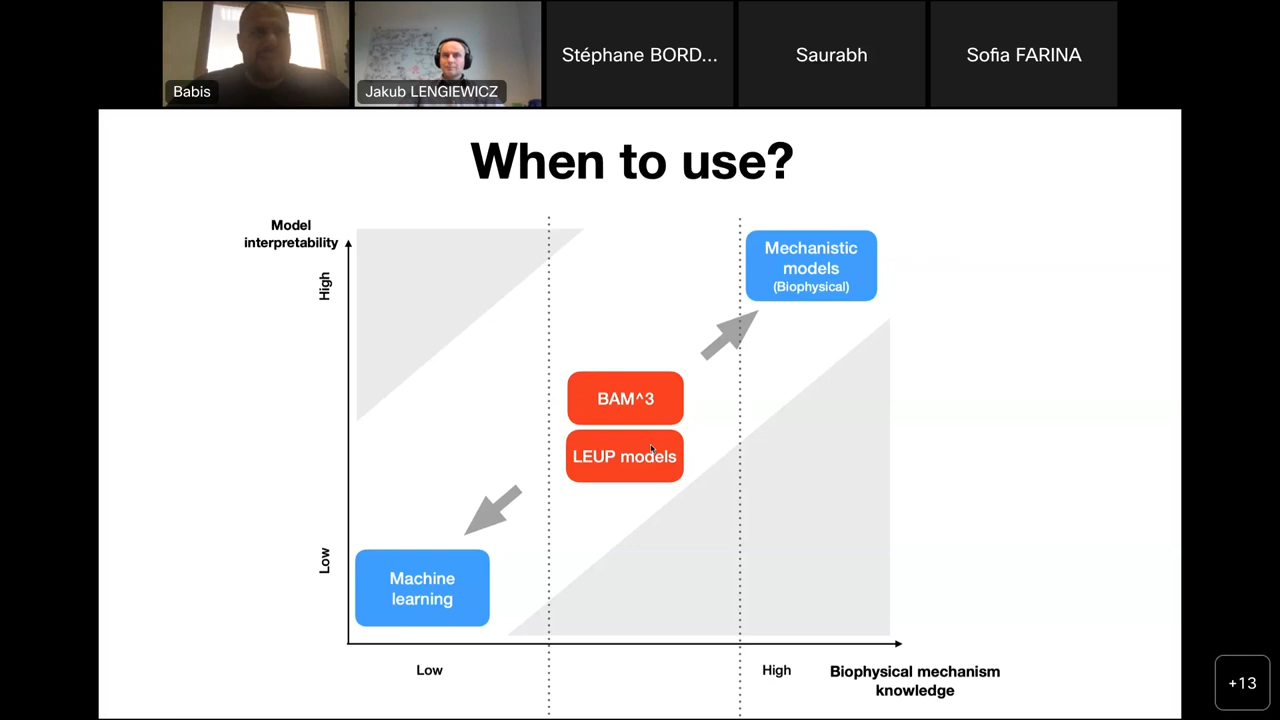 Babis
Jakub LENGIEWICZ
Stéphane BORD...
Saurabh
Sofia FARINA
When to use?
Model
interpretability
High
Low
Mechanistic
models
(Biophysical)
BAM^3
LEUP models
Machine
learning
Low
High
Biophysical mechanism
knowledge
+13